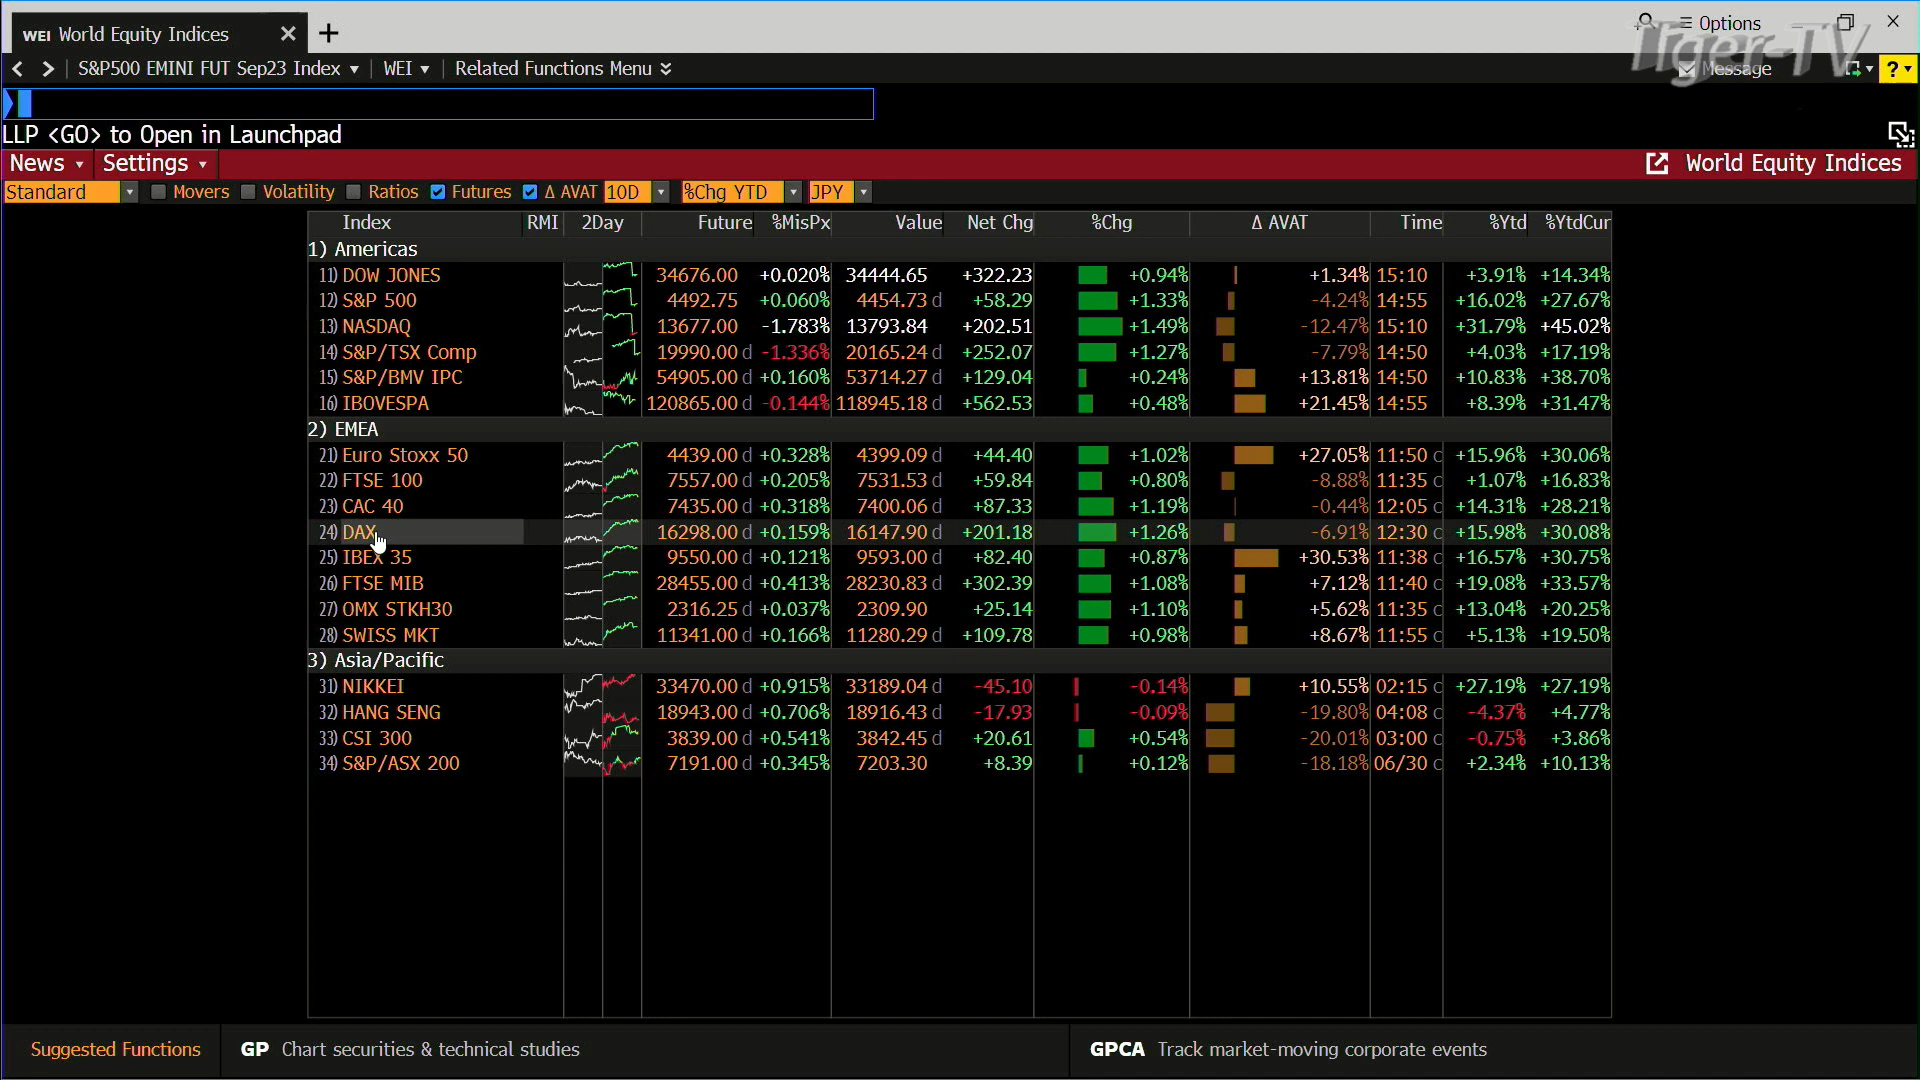 WEI World Equity Indices × +
Options
Tiger-TV
< > S&P500 EMINI FUT Sep23 Index ▾ WEI ▾ Related Functions Menu
Message ?
LLP <GO> to Open in Launchpad
News Settings World Equity Indices
Standard Movers Volatility Ratios Futures Δ AVAT 10D %Chg YTD JPY
Index RMI 2Day Future %MisPx Value Net Chg %Chg Δ AVAT Time %Ytd %YtdCur
1) Americas
11) DOW JONES 34676.00 +0.020% 34444.65 +322.23 +0.94% +1.34% 15:10 +3.91% +14.34%
12) S&P 500 4492.75 +0.060% 4454.73 d +58.29 +1.33% -4.24% 14:55 +16.02% +27.67%
13) NASDAQ 13677.00 -1.783% 13793.84 +202.51 +1.49% -12.47% 15:10 +31.79% +45.02%
14) S&P/TSX Comp 19990.00 d -1.336% 20165.24 d +252.07 +1.27% -7.79% 14:50 +4.03% +17.19%
15) S&P/BMV IPC 54905.00 d +0.160% 53714.27 d +129.04 +0.24% +13.81% 14:50 +10.83% +38.70%
16) IBOVESPA 120865.00 d -0.144% 118945.18 d +562.53 +0.48% +21.45% 14:55 +8.39% +31.47%
2) EMEA
21) Euro Stoxx 50 4439.00 d +0.328% 4399.09 d +44.40 +1.02% +27.05% 11:50 c +15.96% +30.06%
22) FTSE 100 7557.00 d +0.205% 7531.53 d +59.84 +0.80% -8.88% 11:35 c +1.07% +16.83%
23) CAC 40 7435.00 d +0.318% 7400.06 d +87.33 +1.19% -0.44% 12:05 c +14.31% +28.21%
24) DAX 16298.00 d +0.159% 16147.90 d +201.18 +1.26% -6.91% 12:30 c +15.98% +30.08%
25) IBEX 35 9550.00 d +0.121% 9593.00 d +82.40 +0.87% +30.53% 11:38 c +16.57% +30.75%
26) FTSE MIB 28455.00 d +0.413% 28230.83 d +302.39 +1.08% +7.12% 11:40 c +19.08% +33.57%
27) OMX STKH30 2316.25 d +0.037% 2309.90 +25.14 +1.10% +5.62% 11:35 c +13.04% +20.25%
28) SWISS MKT 11341.00 d +0.166% 11280.29 d +109.78 +0.98% +8.67% 11:55 c +5.13% +19.50%
3) Asia/Pacific
31) NIKKEI 33470.00 d +0.915% 33189.04 d -45.10 -0.14% +10.55% 02:15 c +27.19% +27.19%
32) HANG SENG 18943.00 d +0.706% 18916.43 d -17.93 -0.09% -19.80% 04:08 c -4.37% +4.77%
33) CSI 300 3839.00 d +0.541% 3842.45 d +20.61 +0.54% -20.01% 03:00 c -0.75% +3.86%
34) S&P/ASX 200 7191.00 d +0.345% 7203.30 +8.39 +0.12% -18.18% 06/30 c +2.34% +10.13%
Suggested Functions GP Chart securities & technical studies GPCA Track market-moving corporate events